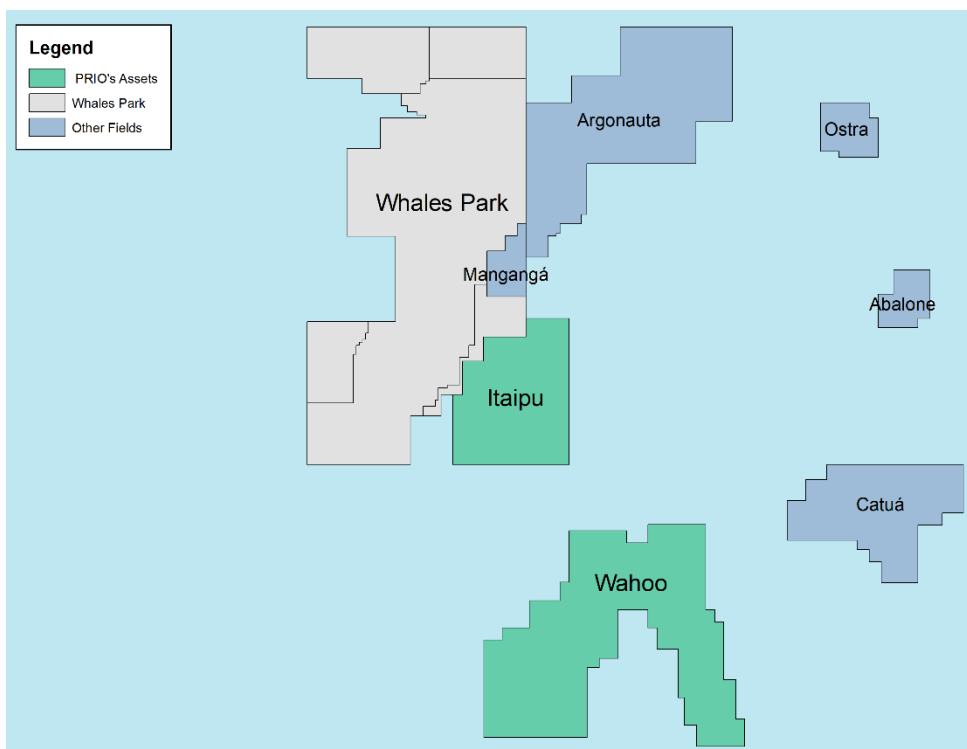 Legend
PRIO's Assets
Whales Park
Other Fields
Argonauta
Ostra
Whales Park
Mangangá
Abalone
Itaipu
Catuá
Wahoo